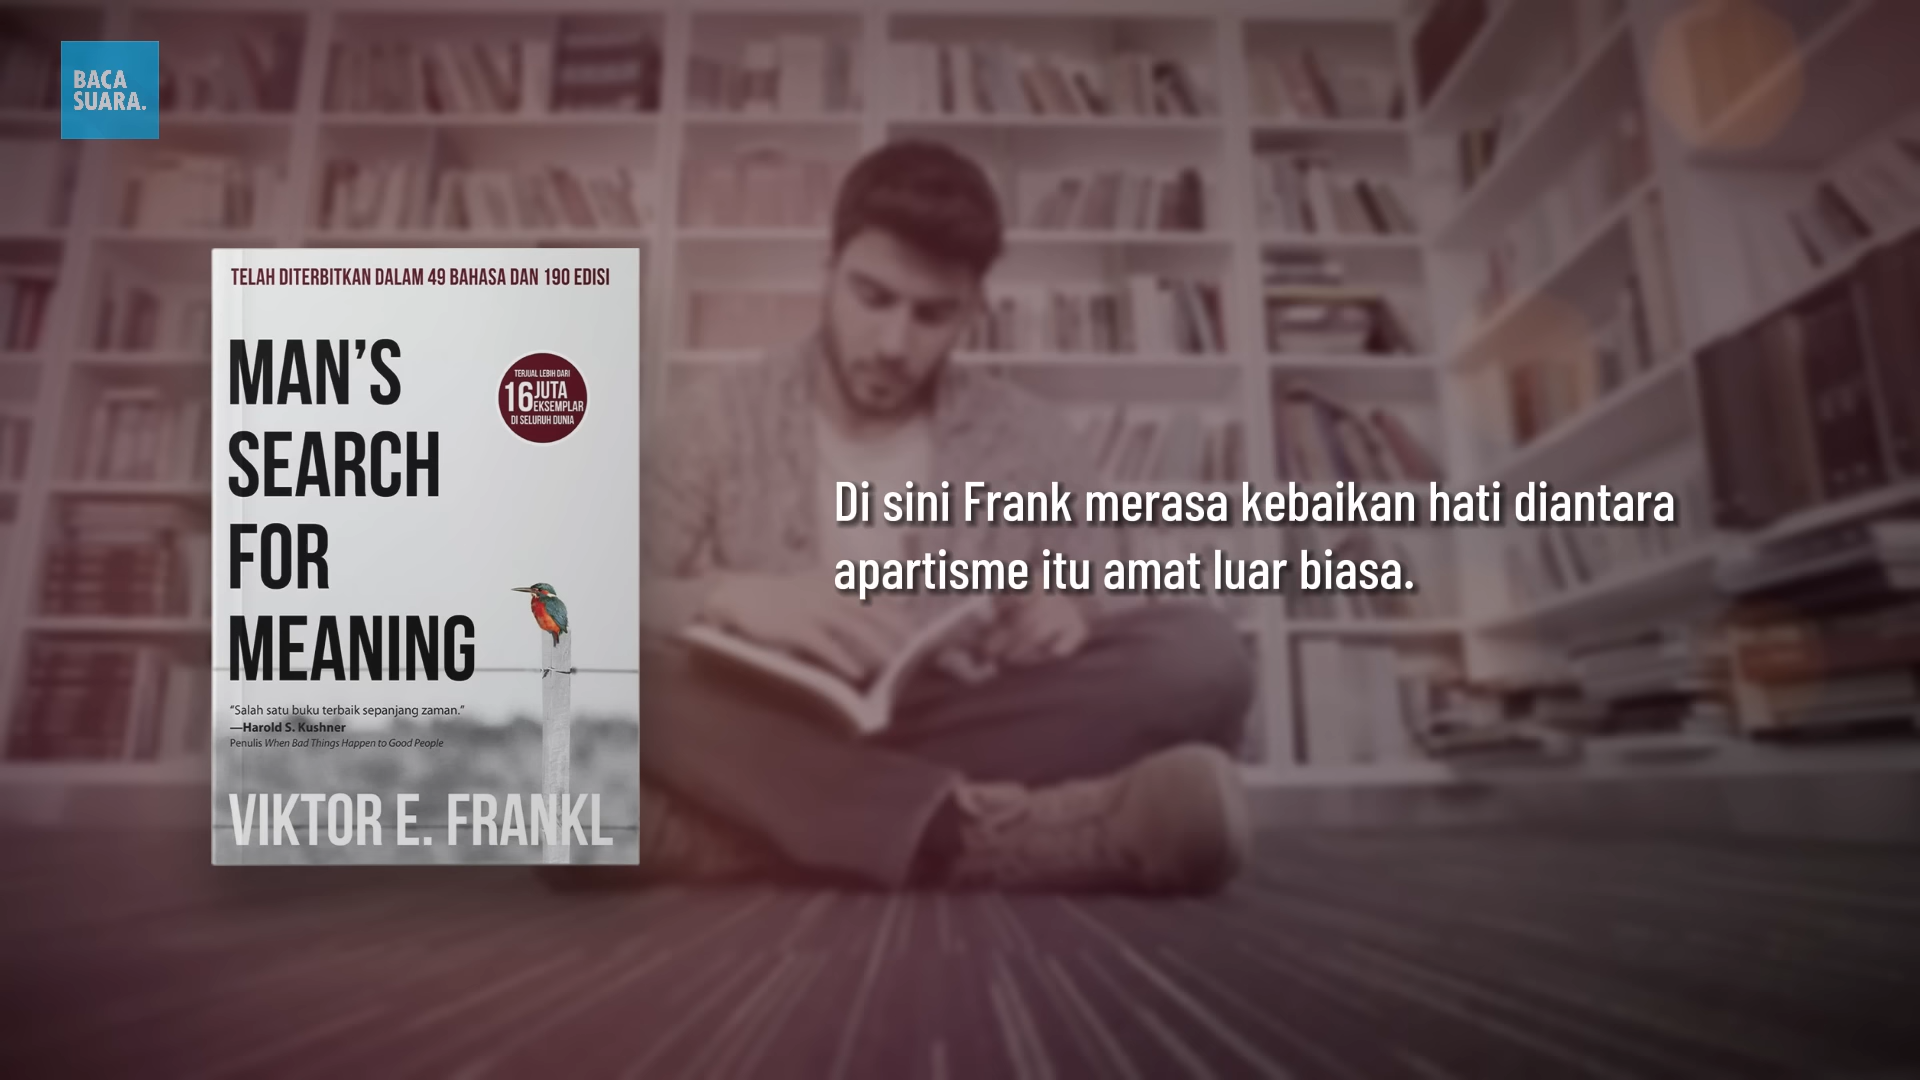 BACA
SUARA.
TELAH DITERBITKAN DALAM 49 BAHASA DAN 190 EDISI
MAN'S
SEARCH
FOR
MEANING
TERJUAL LEBIH DARI
16 JUTA
EKSEMPLAR
DI SELURUH DUNIA
"Salah satu buku terbaik sepanjang zaman."
—Harold S. Kushner
Penulis When Bad Things Happen to Good People
VIKTOR E. FRANKL
Di sini Frank merasa kebaikan hati diantara
apartisme itu amat luar biasa.